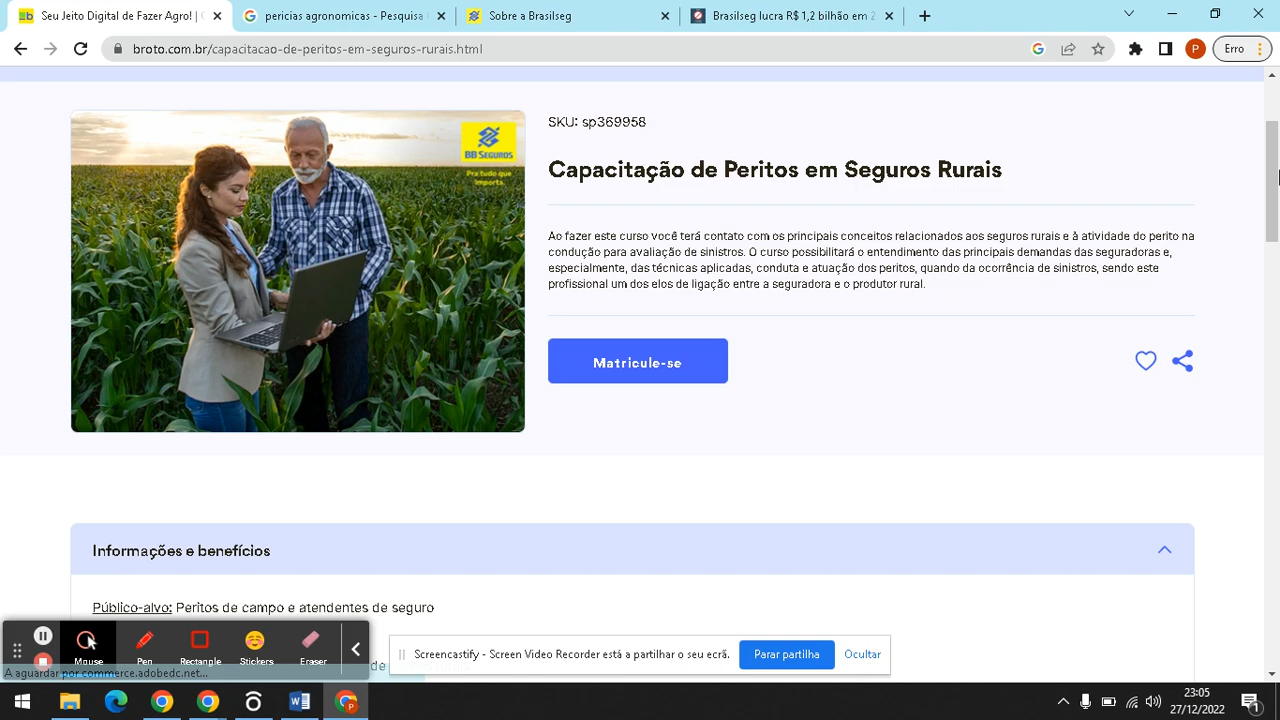 Seu Jeito Digital de Fazer Agro! | C
pericias agronomicas - Pesquisa
Sobre a Brasilseg
Brasilseg lucra R$ 1,2 bilhão em 2
broto.com.br/capacitacao-de-peritos-em-seguros-rurais.html
P
Erro
BB SEGUROS
Pra tudo que
importa.
SKU: sp369958
Capacitação de Peritos em Seguros Rurais
Ao fazer este curso você terá contato com os principais conceitos relacionados aos seguros rurais e à atividade do perito na
condução para avaliação de sinistros. O curso possibilitará o entendimento das principais demandas das seguradoras e,
especialmente, das técnicas aplicadas, conduta e atuação dos peritos, quando da ocorrência de sinistros, sendo este
profissional um dos elos de ligação entre a seguradora e o produtor rural.
Matricule-se
Informações e benefícios
Público-alvo: Peritos de campo e atendentes de seguro
Mouse
Pen
Rectangle
Stickers
Eraser
de
Screencastify - Screen Video Recorder está a partilhar o seu ecrã.
Parar partilha
Ocultar
A aguardar por commerce.adobedc.net...
23:05
27/12/2022
1